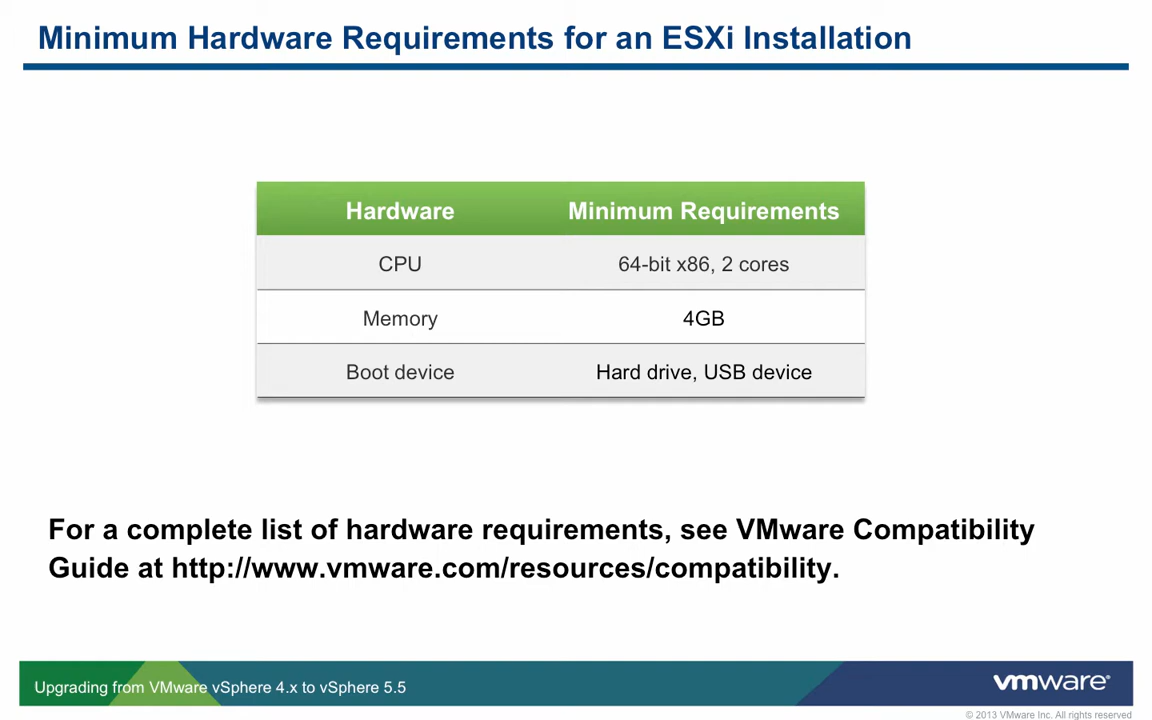 Minimum Hardware Requirements for an ESXi Installation
Hardware Minimum Requirements
CPU 64-bit x86, 2 cores
Memory 4GB
Boot device Hard drive, USB device
For a complete list of hardware requirements, see VMware Compatibility
Guide at http://www.vmware.com/resources/compatibility.
Upgrading from VMware vSphere 4.x to vSphere 5.5
vmware®
© 2013 VMware Inc. All rights reserved